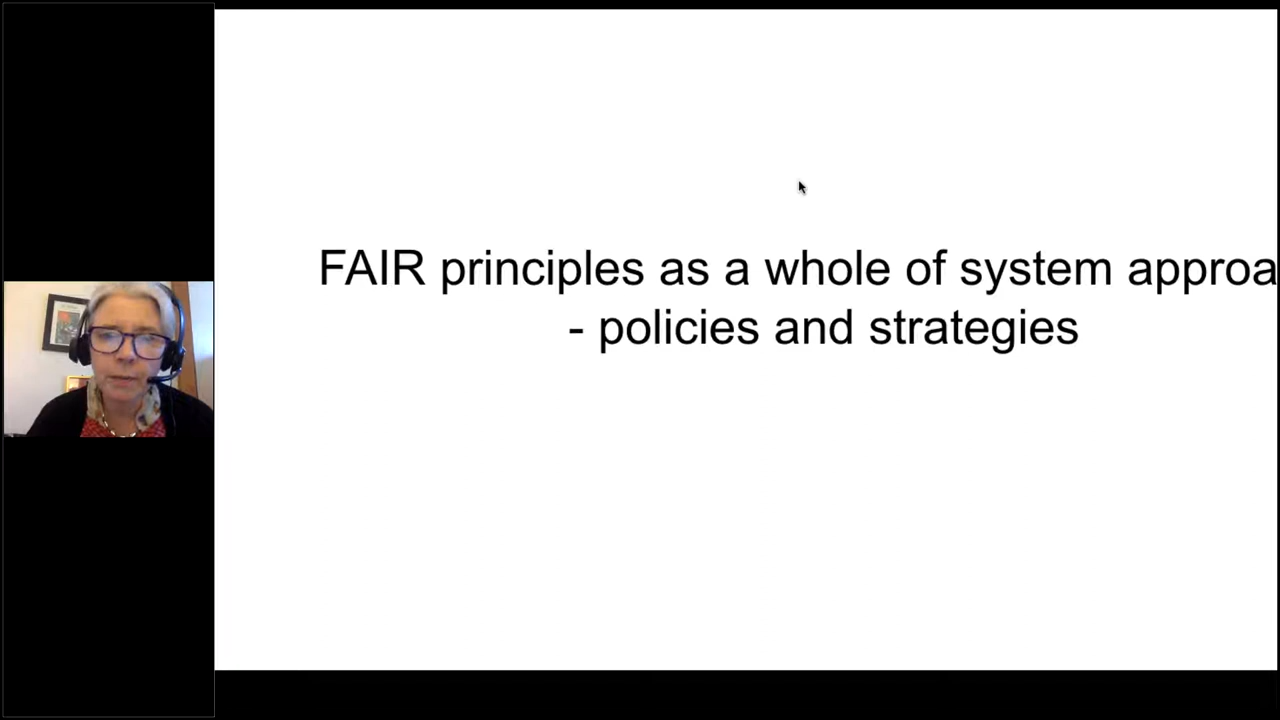 FAIR principles as a whole of system approa
- policies and strategies